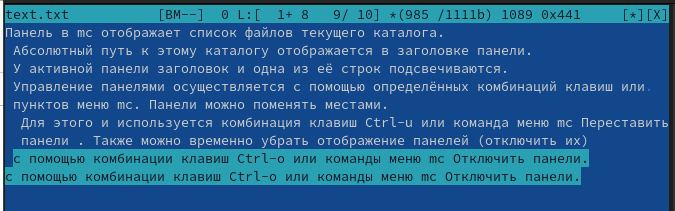 text.txt [BM--] 0 L:[ 1+ 8 9/ 10] *(985 /1111b) 1089 0x441 [*][X]
Панель в mc отображает список файлов текущего каталога.
Абсолютный путь к этому каталогу отображается в заголовке панели.
У активной панели заголовок и одна из её строк подсвечиваются.
Управление панелями осуществляется с помощью определённых комбинаций клавиш или.
пунктов меню mc. Панели можно поменять местами.
Для этого и используется комбинация клавиш Ctrl-u или команда меню mc Переставить
панели . Также можно временно убрать отображение панелей (отключить их)
с помощью комбинации клавиш Ctrl-o или команды меню mc Отключить панели.
с помощью комбинации клавиш Ctrl-o или команды меню mc Отключить панели.